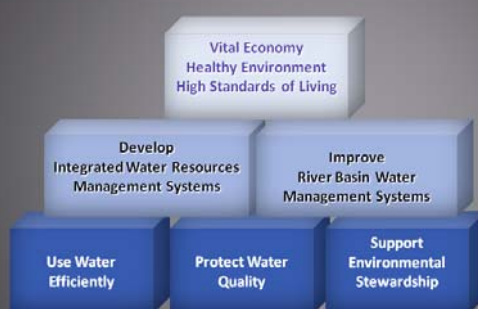 Vital Economy
Healthy Environment
High Standards of Living
Develop
Integrated Water Resources
Management Systems
Improve
River Basin Water
Management Systems
Use Water
Efficiently
Protect Water
Quality
Support
Environmental
Stewardship